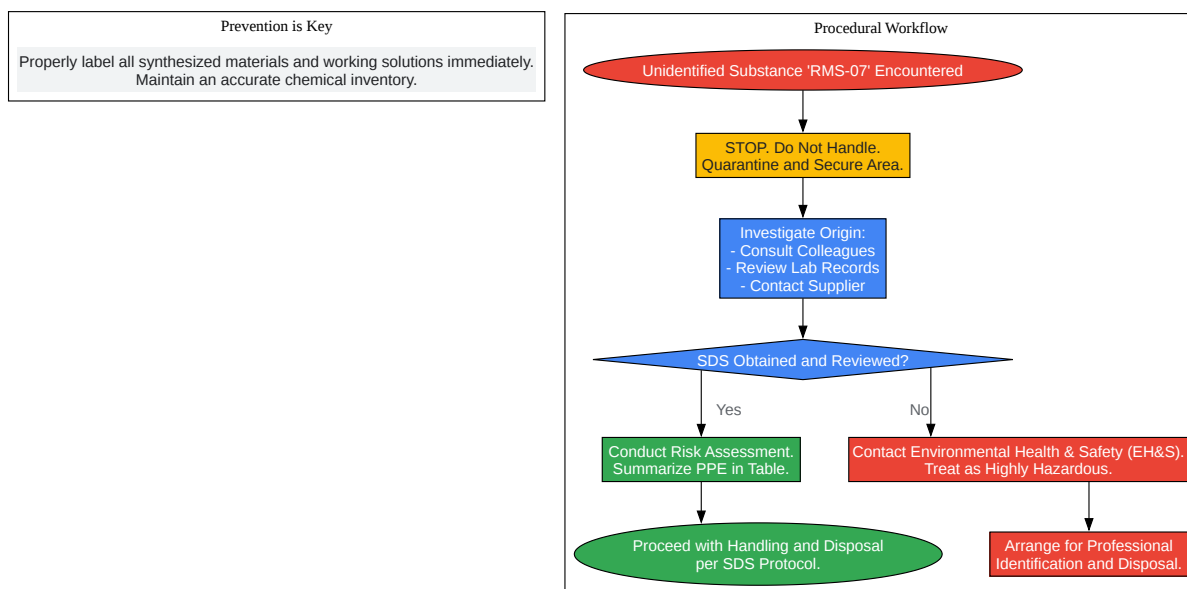 Prevention is Key
Properly label all synthesized materials and working solutions immediately.
Maintain an accurate chemical inventory.
Procedural Workflow
Unidentified Substance 'RMS-07' Encountered
STOP. Do Not Handle.
Quarantine and Secure Area.
Investigate Origin:
- Consult Colleagues
- Review Lab Records
- Contact Supplier
SDS Obtained and Reviewed?
Yes
No
Conduct Risk Assessment.
Summarize PPE in Table.
Contact Environmental Health & Safety (EH&S).
Treat as Highly Hazardous.
Proceed with Handling and Disposal
per SDS Protocol.
Arrange for Professional
Identification and Disposal.